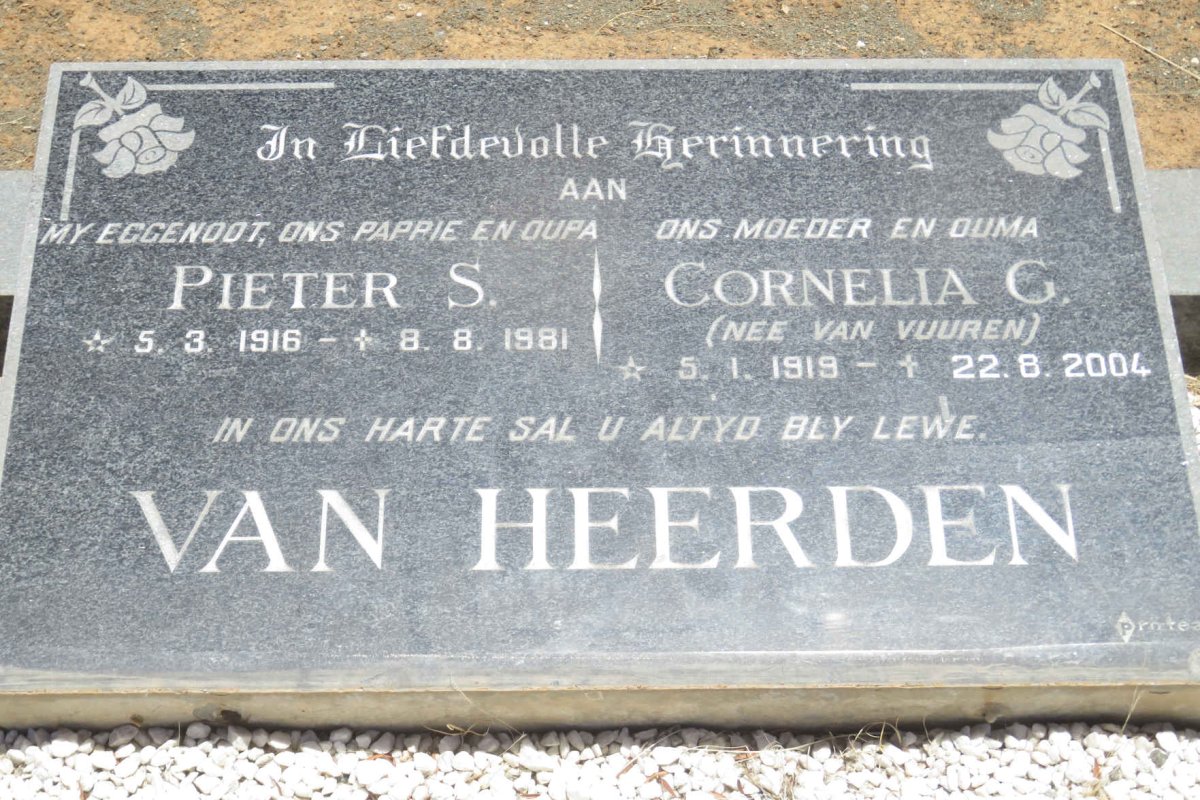 In Liefdevolle Herinnering
AAN
MY EGGENOOT, ONS PAPPIE EN OUPA
PIETER S.
☆ 5. 3. 1916 - ✝ 8. 8. 1981
ONS MOEDER EN OUMA
CORNELIA G.
(NEE VAN VUUREN)
☆ 5. 1. 1919 - ✝ 22. 8. 2004
IN ONS HARTE SAL U ALTYD BLY LEWE.
VAN HEERDEN
protea